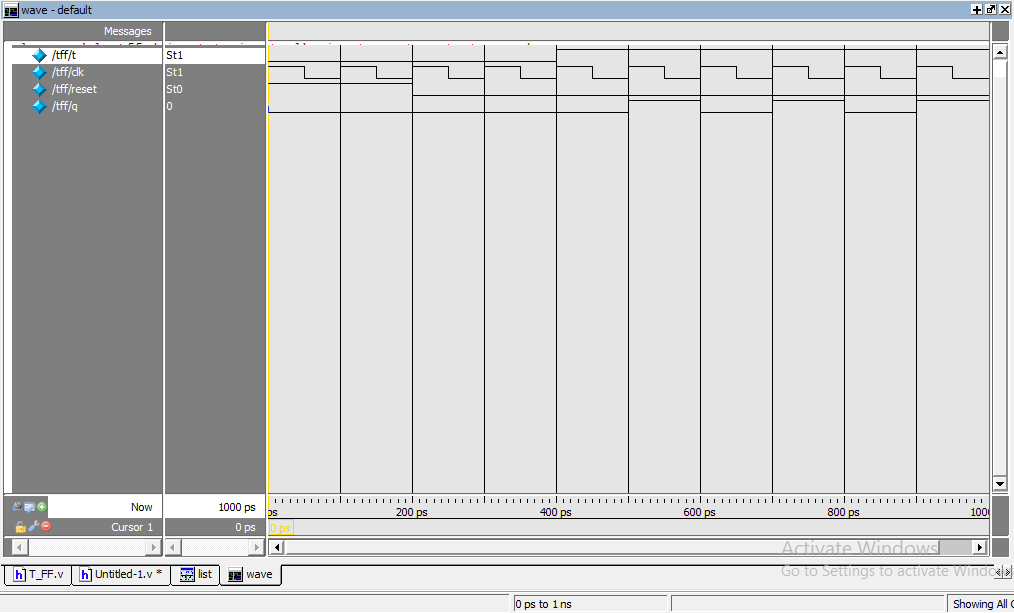 wave - default
Messages
/tff/t St1
/tff/clk St1
/tff/reset St0
/tff/q 0
Now 1000 ps
ps 200 ps 400 ps 600 ps 800 ps 1000
Cursor 1 0 ps 0 ps
Activate Windows
Go to Settings to activate Windows
T_FF.v Untitled-1.v * list wave
0 ps to 1 ns Showing All